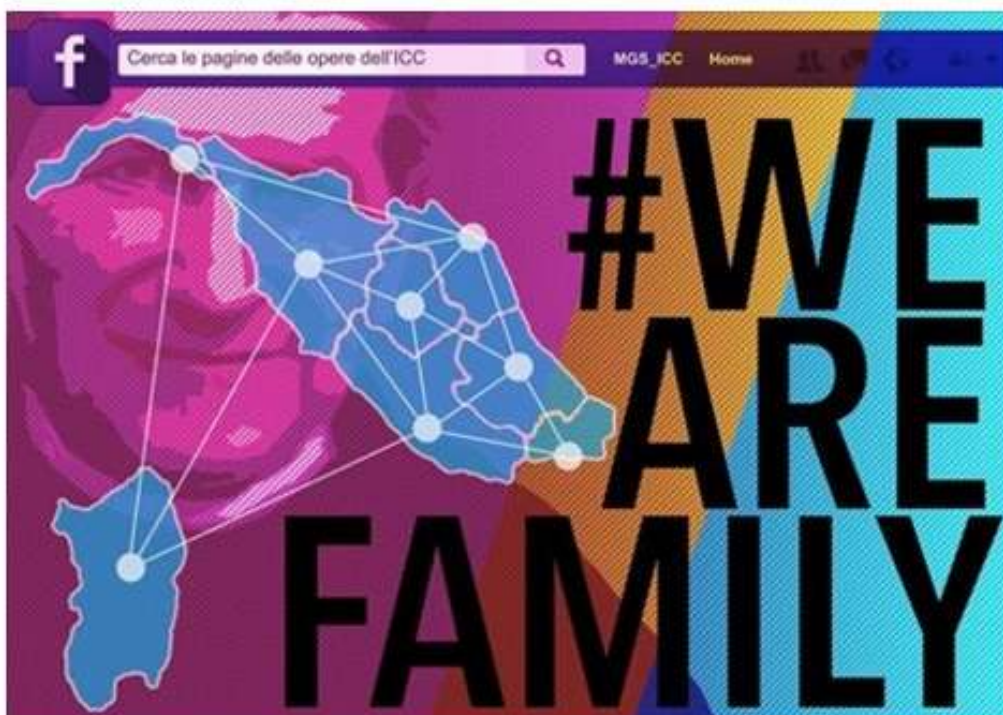 f
Cerca le pagine delle opere dell'ICC
MGS_ICC Home
#WE
ARE
FAMILY